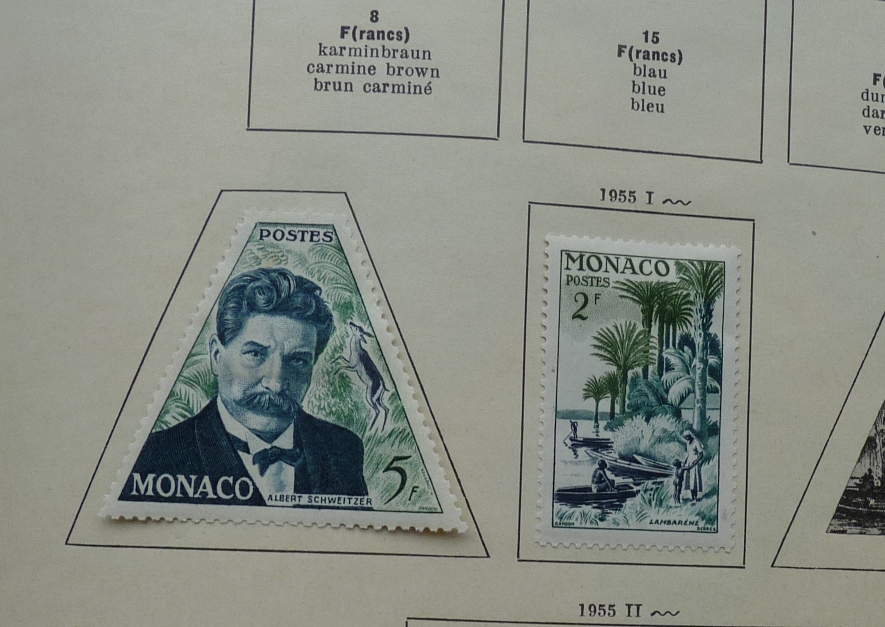 8
F(rancs)
karminbraun
carmine brown
brun carminé
15
F(rancs)
blau
blue
bleu
1955 I
POSTES
MONACO
ALBERT SCHWEITZER
5F
MONACO
POSTES
2F
GANDON
LAMBARÉNÉ
1955 II